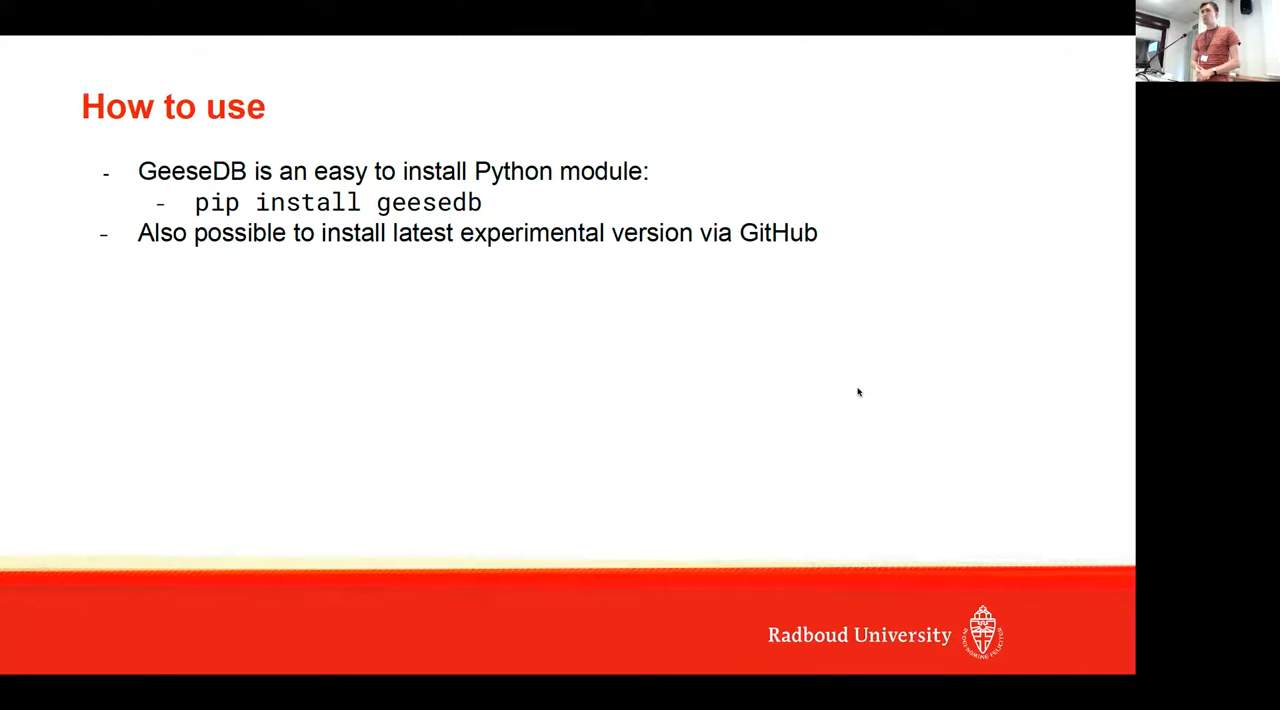 How to use
- GeeseDB is an easy to install Python module:
- pip install geesedb
- Also possible to install latest experimental version via GitHub
Radboud University